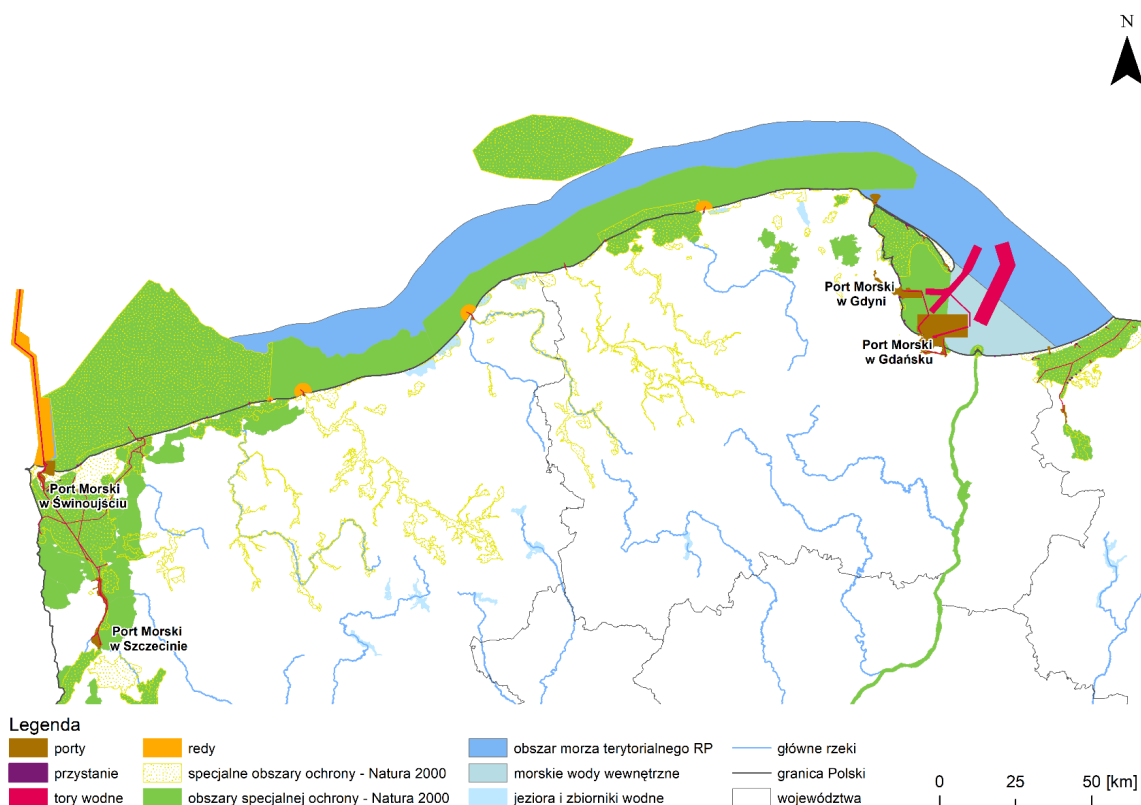 N
Port Morski
w Gdyni
Port Morski
w Gdańsku
Port Morski
w Świnoujściu
Port Morski
w Szczecinie
Legenda
porty
przystanie
tory wodne
redy
specjalne obszary ochrony - Natura 2000
obszary specjalnej ochrony - Natura 2000
obszar morza terytorialnego RP
morskie wody wewnętrzne
jeziora i zbiorniki wodne
główne rzeki
granica Polski
województwa
0 25 50 [km]